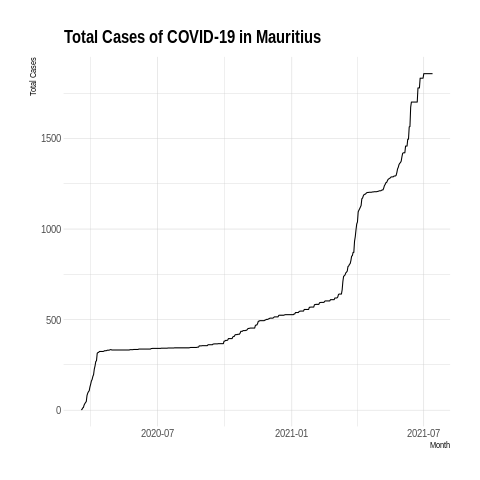 Total Cases of COVID-19 in Mauritius
Total Cases
1500
1000
500
0
2020-07
2021-01
2021-07
Month